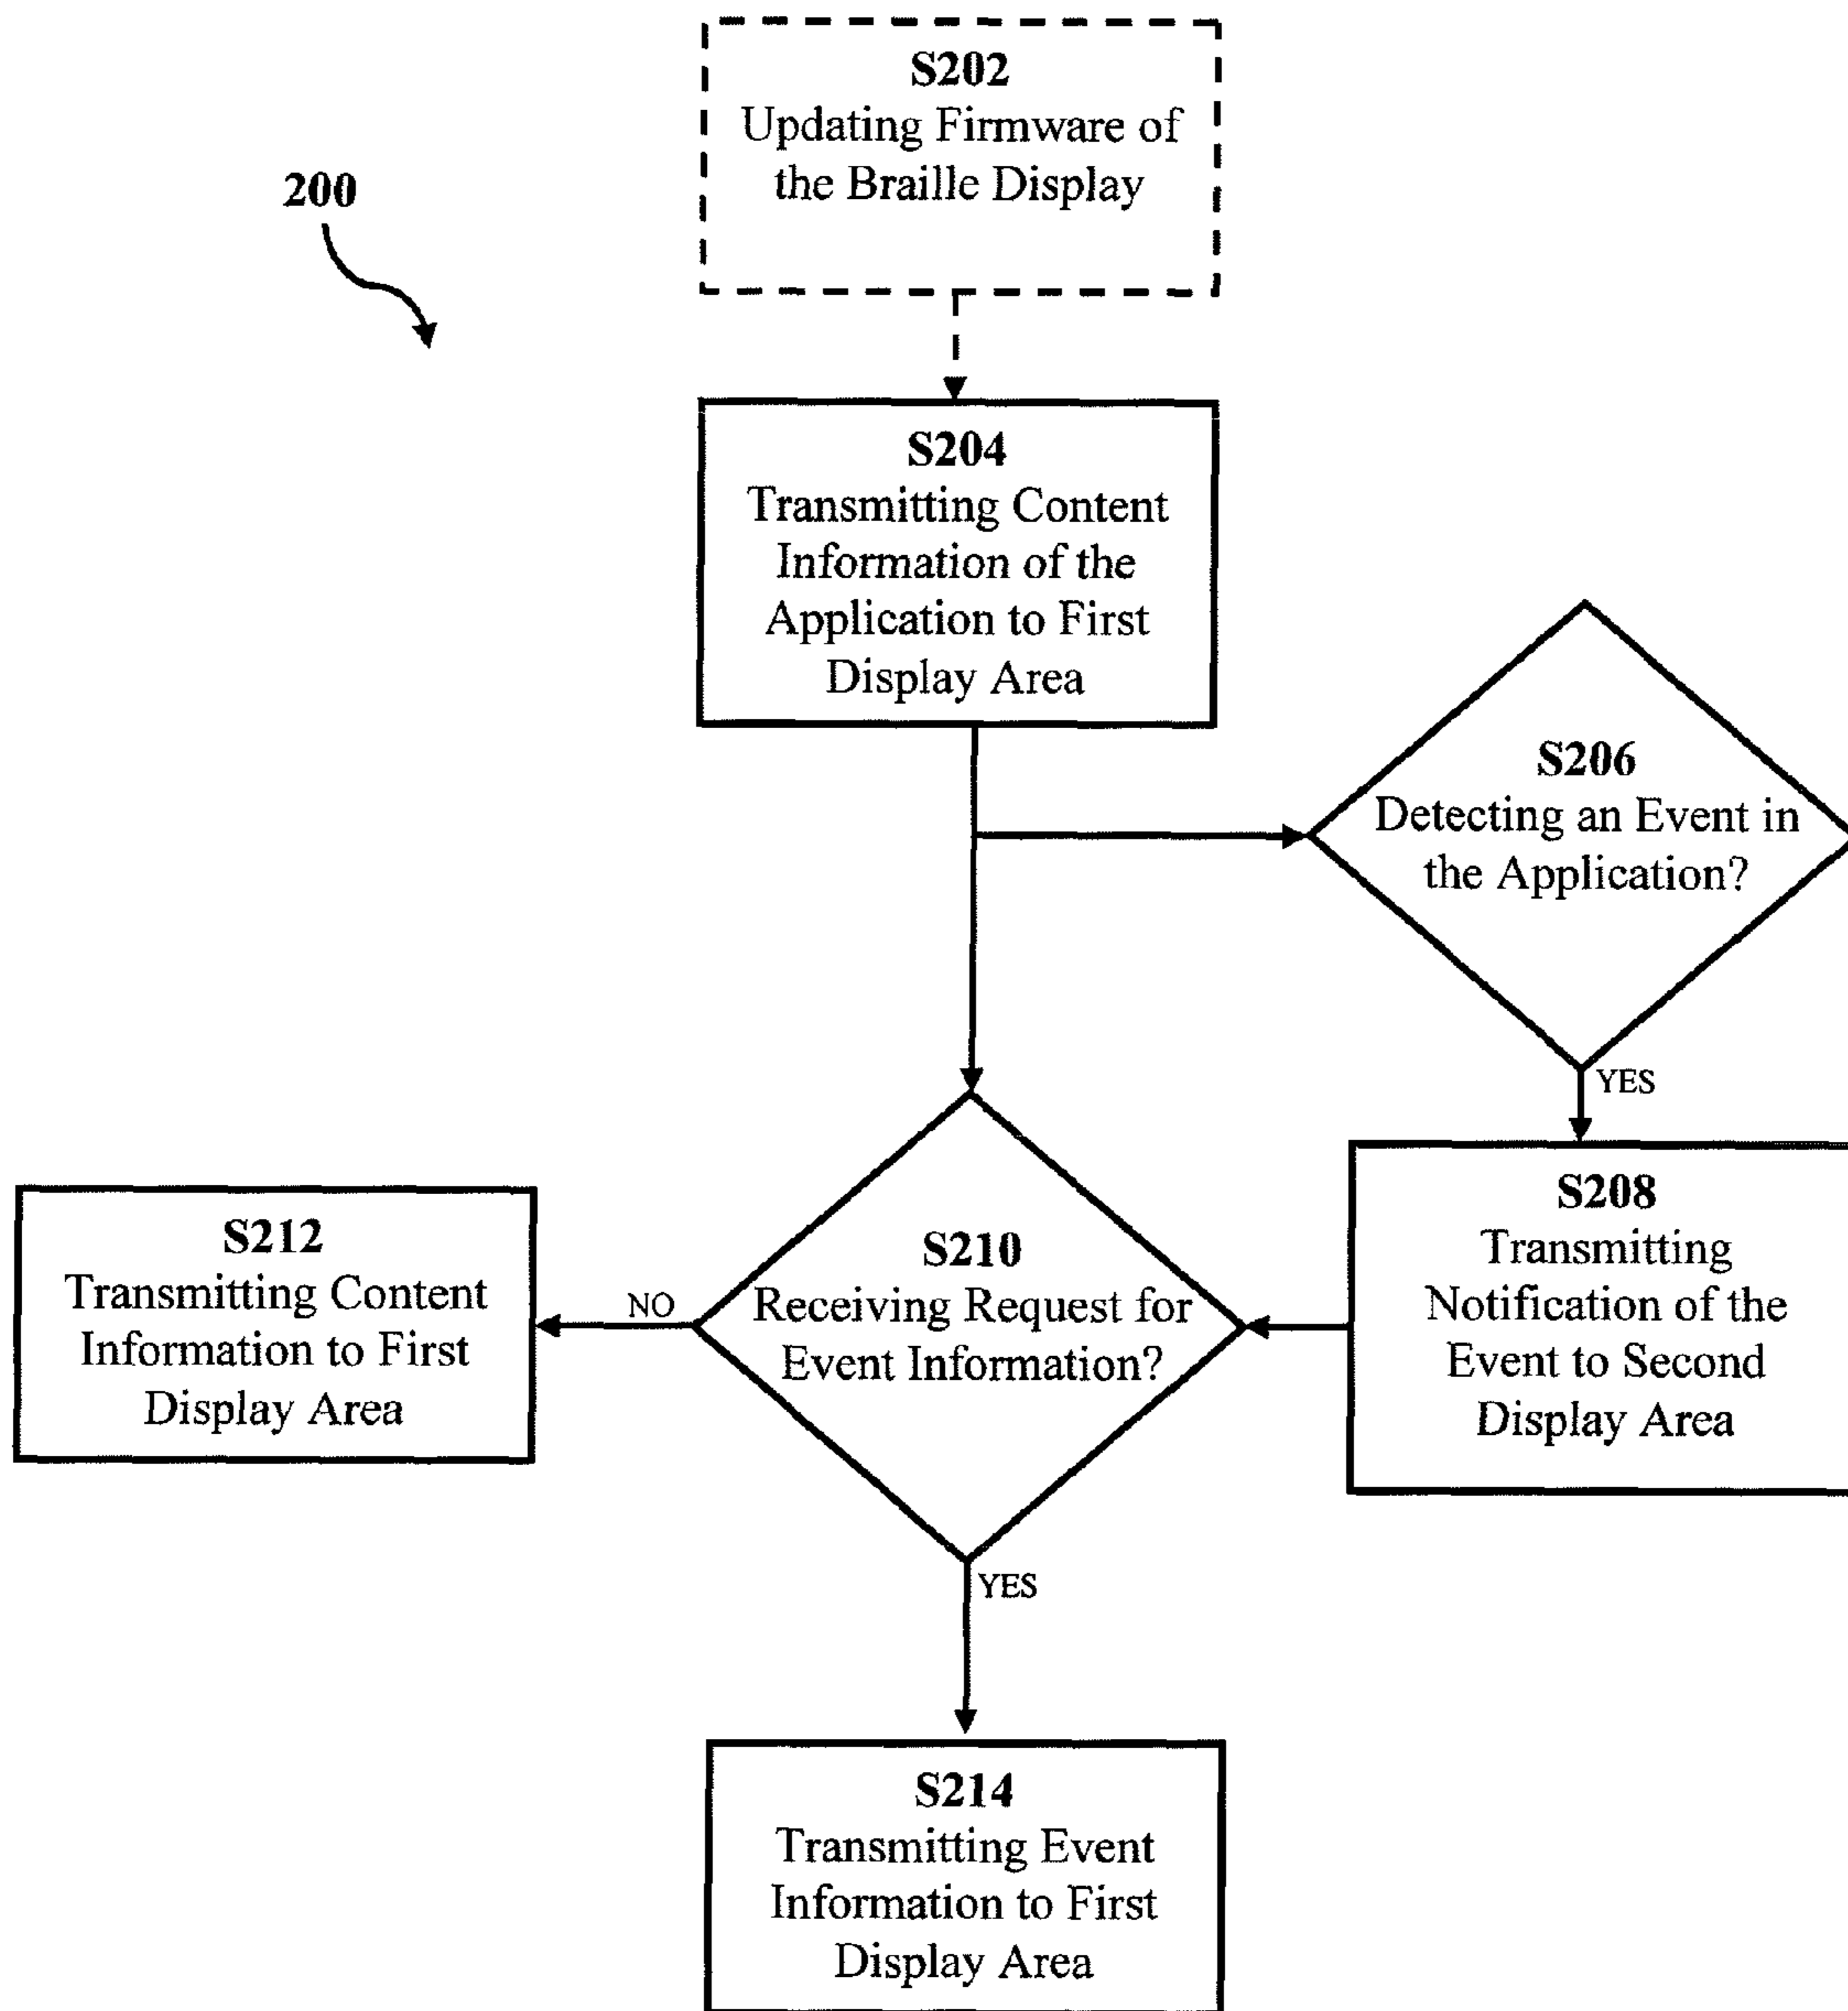 S202
Updating Firmware of
the Braille Display
200
S204
Transmitting Content
Information of the
Application to First
Display Area
S206
Detecting an Event in
the Application?
YES
S208
Transmitting
Notification of the
Event to Second
Display Area
S210
Receiving Request for
Event Information?
NO
S212
Transmitting Content
Information to First
Display Area
YES
S214
Transmitting Event
Information to First
Display Area